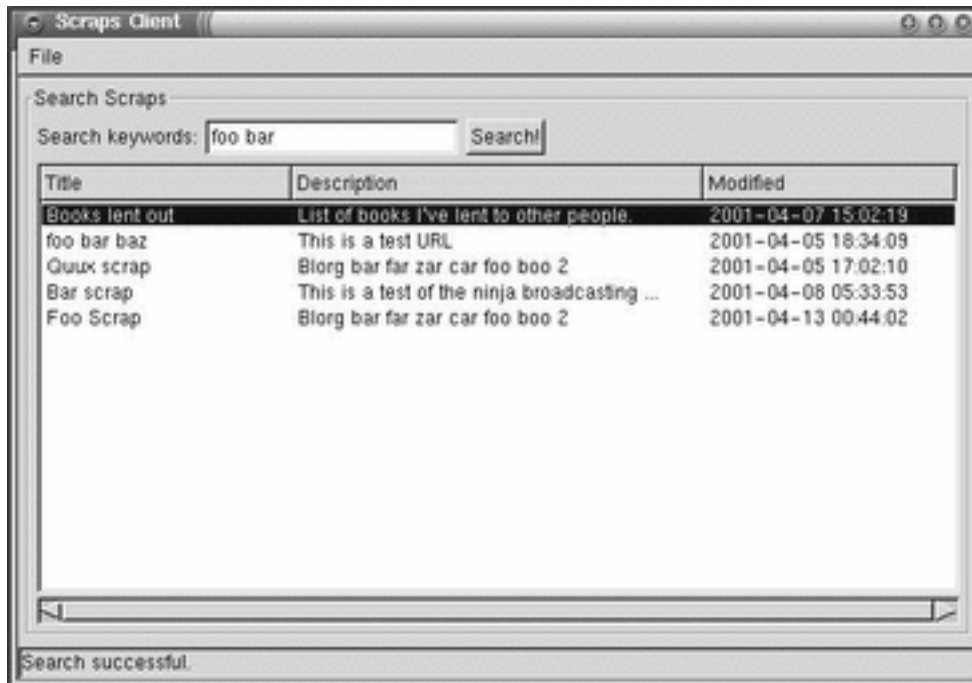 Scraps Client
File
Search Scraps
Search keywords: foo bar Search!
Title Description Modified
Books lent out List of books I've lent to other people. 2001-04-07 15:02:19
foo bar baz This is a test URL 2001-04-05 18:34:09
Quux scrap Blorg bar far zar car foo boo 2 2001-04-05 17:02:10
Bar scrap This is a test of the ninja broadcasting ... 2001-04-08 05:33:53
Foo Scrap Blorg bar far zar car foo boo 2 2001-04-13 00:44:02
Search successful.